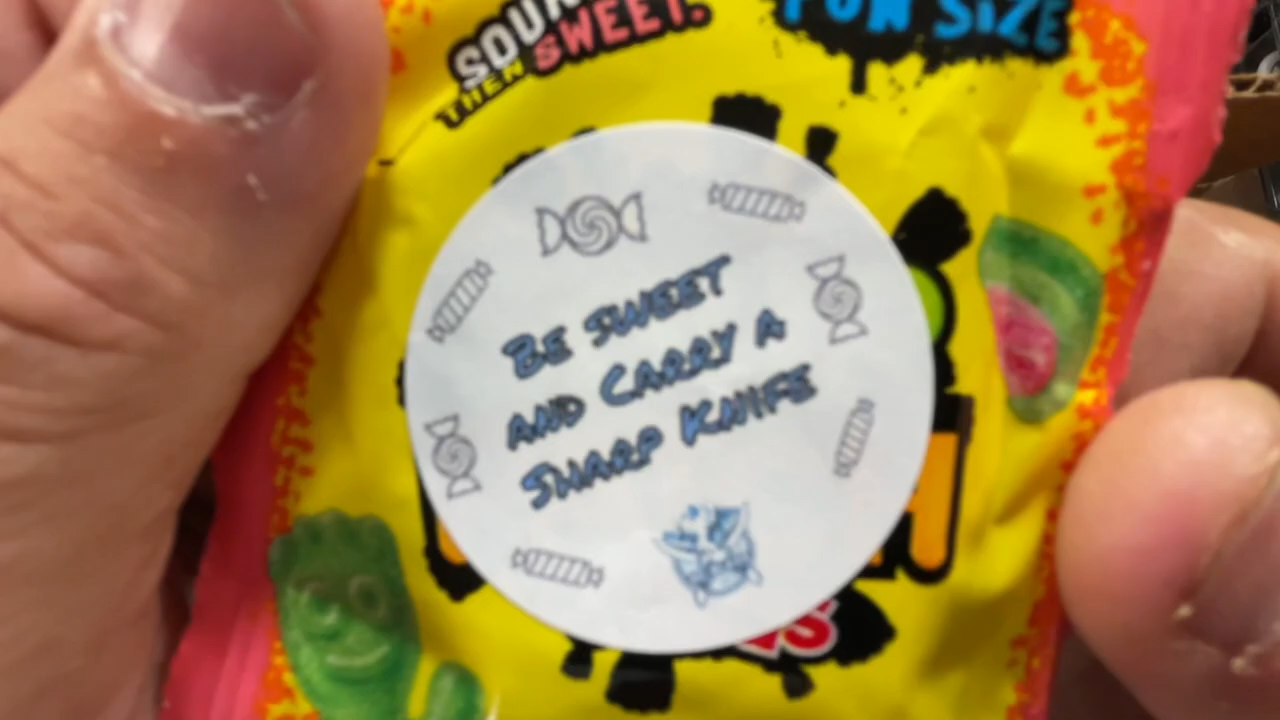 SOUR
THEN SWEET.
FUN SIZE
BE SWEET
AND CARRY A
SHARP KNIFE